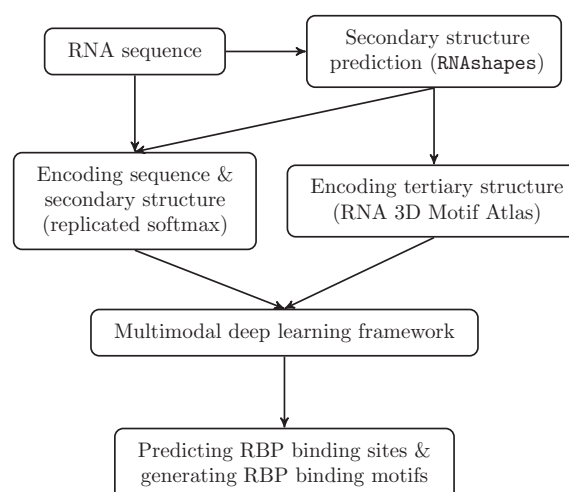 RNA sequence
Secondary structure
prediction (RNAshapes)
Encoding sequence &
secondary structure
(replicated softmax)
Encoding tertiary structure
(RNA 3D Motif Atlas)
Multimodal deep learning framework
Predicting RBP binding sites &
generating RBP binding motifs